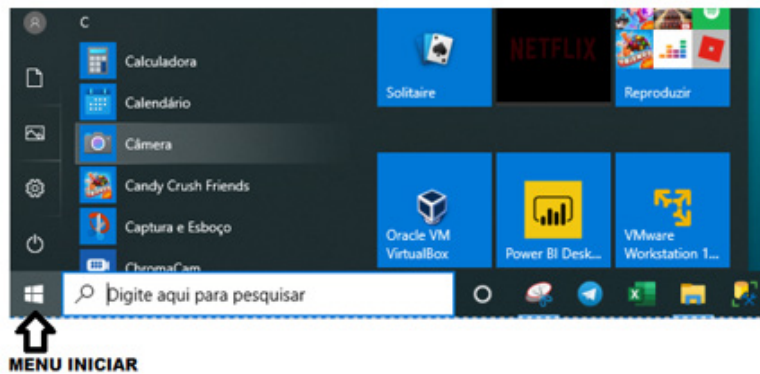 C
Calculadora
Calendário
Câmera
Candy Crush Friends
Captura e Esboço
ChromaCam
Solitaire
NETFLIX
Reproduzir
Oracle VM
VirtualBox
Power BI Desk...
VMware
Workstation 1...
Digite aqui para pesquisar
MENU INICIAR